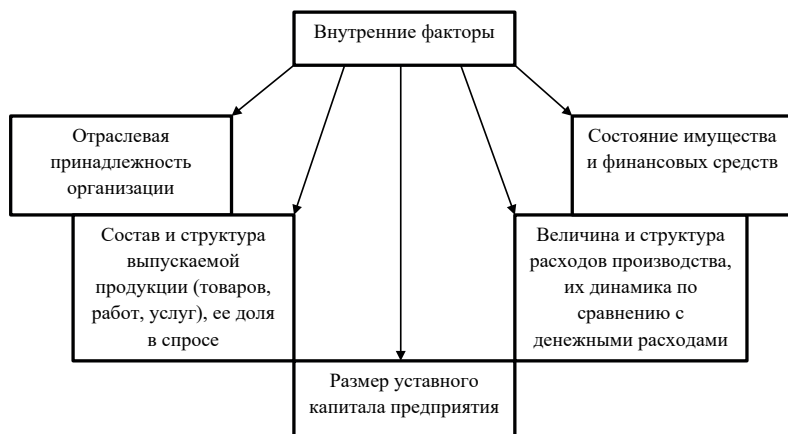 Внутренние факторы
Отраслевая
принадлежность
организации
Состояние имущества
и финансовых средств
Состав и структура
выпускаемой
продукции (товаров,
работ, услуг), ее доля
в спросе
Величина и структура
расходов производства,
их динамика по
сравнению с
денежными расходами
Размер уставного
капитала предприятия